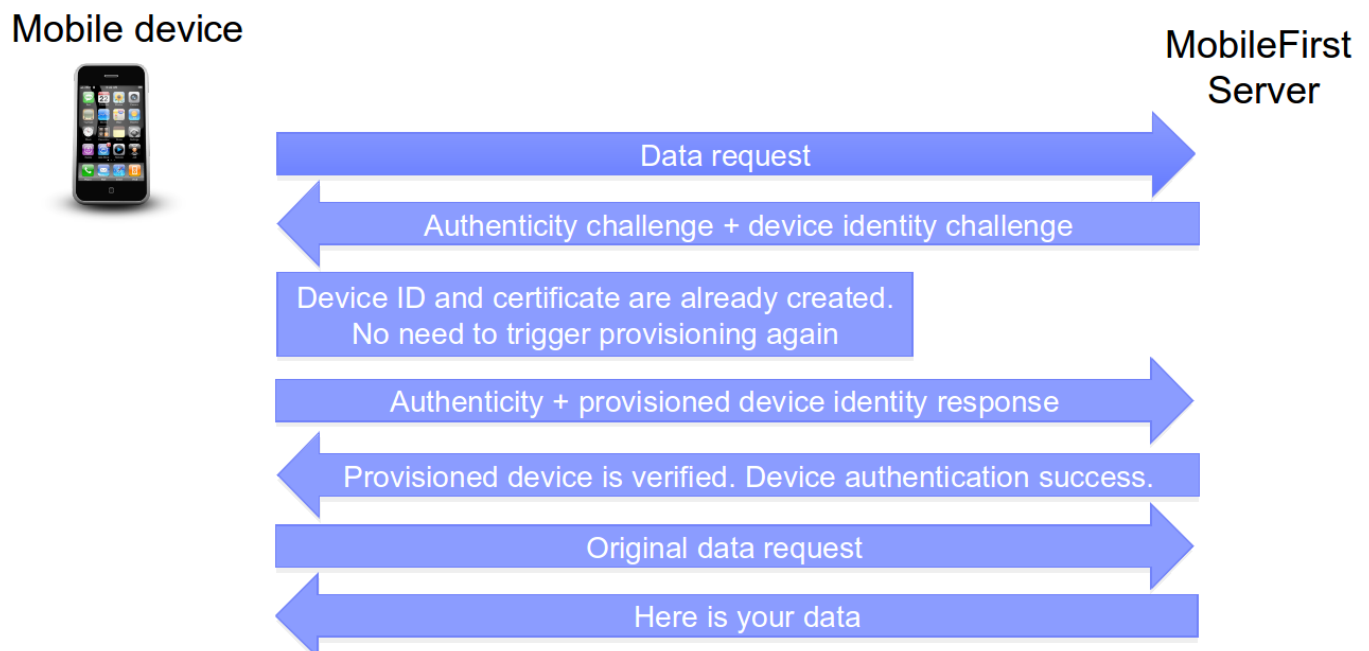 Mobile device
MobileFirst
Server
Data request
Authenticity challenge + device identity challenge
Device ID and certificate are already created.
No need to trigger provisioning again
Authenticity + provisioned device identity response
Provisioned device is verified. Device authentication success.
Original data request
Here is your data